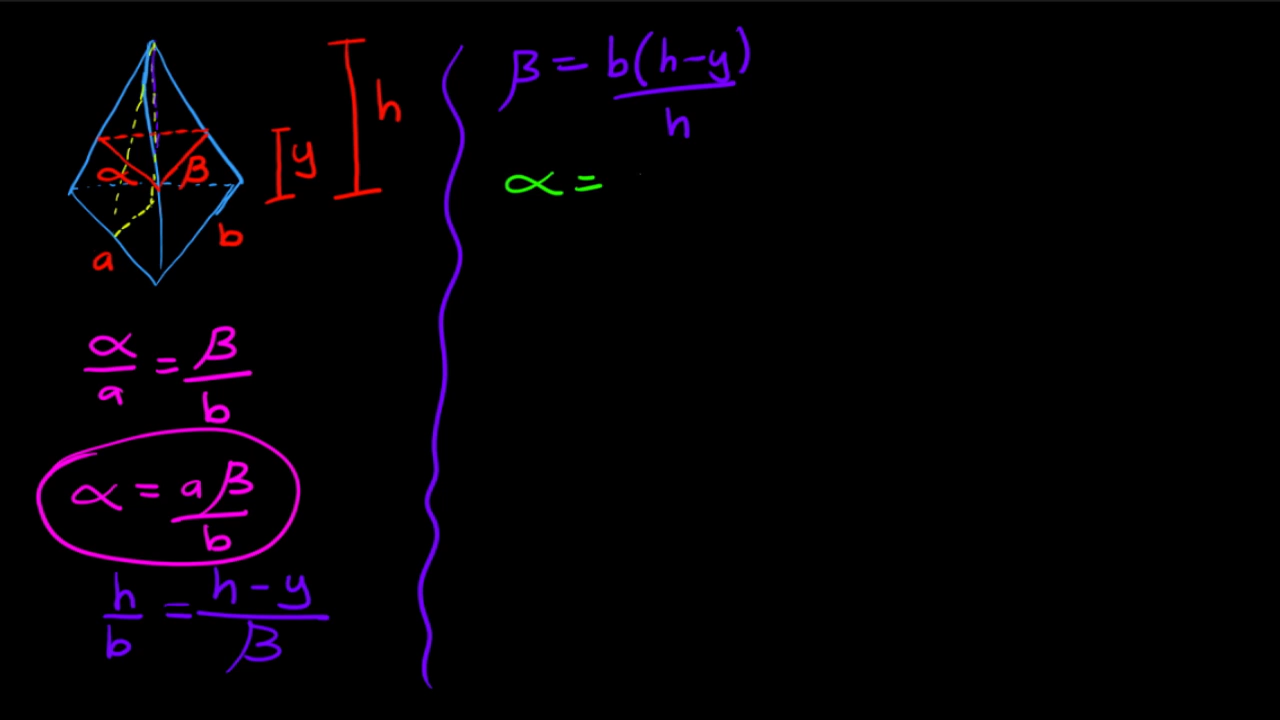 h
y
α β
a b
α/a = β/b
α = aβ/b
h/b = (h-y)/β
β = b(h-y)/h
α =